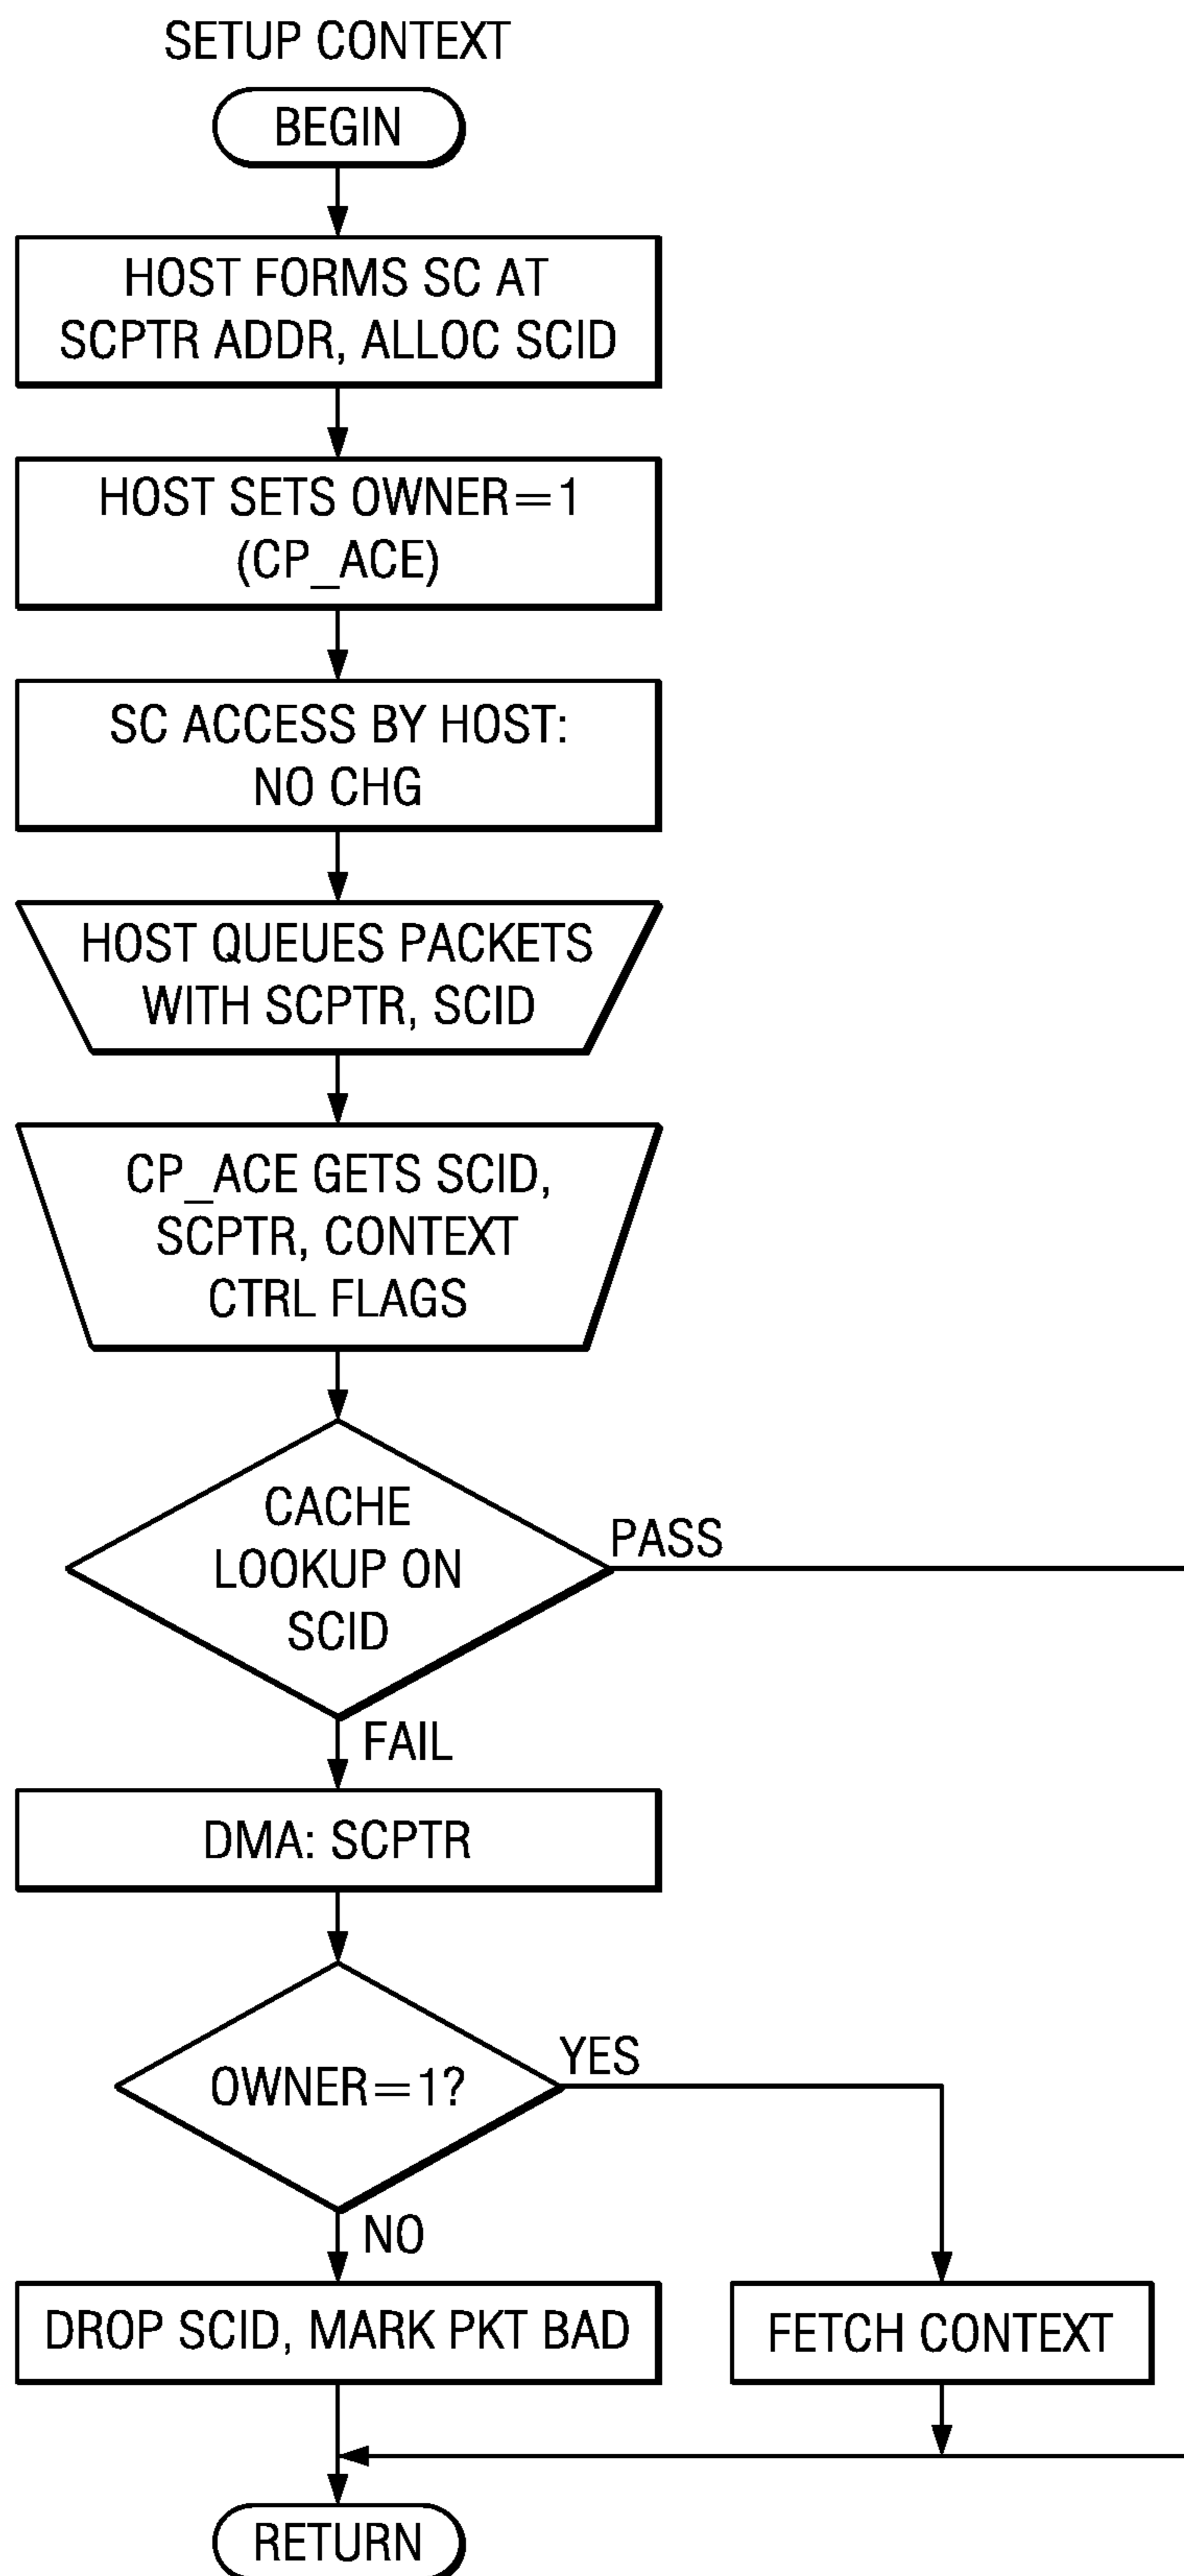 SETUP CONTEXT
BEGIN
HOST FORMS SC AT
SCPTR ADDR, ALLOC SCID
HOST SETS OWNER=1
(CP_ACE)
SC ACCESS BY HOST:
NO CHG
HOST QUEUES PACKETS
WITH SCPTR, SCID
CP_ACE GETS SCID,
SCPTR, CONTEXT
CTRL FLAGS
CACHE
LOOKUP ON
SCID
PASS
FAIL
DMA: SCPTR
OWNER=1?
YES
NO
DROP SCID, MARK PKT BAD
FETCH CONTEXT
RETURN